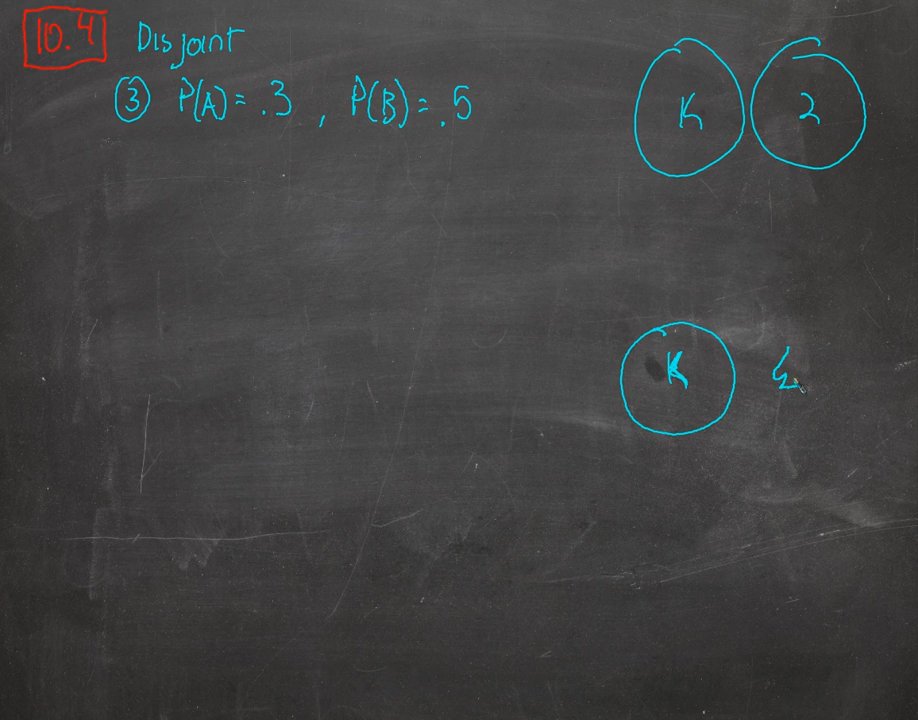 10.4 Disjoint
③ P(A) = .3 , P(B) = .5
K 2
K